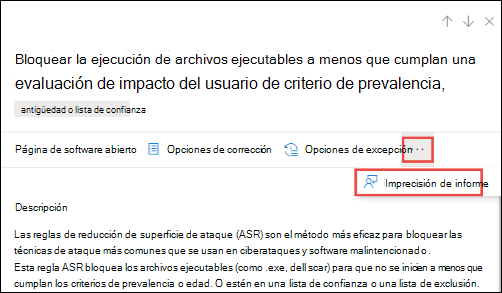 Bloquear la ejecución de archivos ejecutables a menos que cumplan una
evaluación de impacto del usuario de criterio de prevalencia,
antigüedad o lista de confianza
Página de software abierto Opciones de corrección Opciones de excepción ...
Imprecisión de informe
Descripción
Las reglas de reducción de superficie de ataque (ASR) son el método más eficaz para bloquear las
técnicas de ataque más comunes que se usan en ciberataques y software malintencionado.
Esta regla ASR bloquea los archivos ejecutables (como .exe, dell scar) para que no se inicien a menos que
cumplan los criterios de prevalencia o edad. O estén en una lista de confianza o una lista de exclusión.